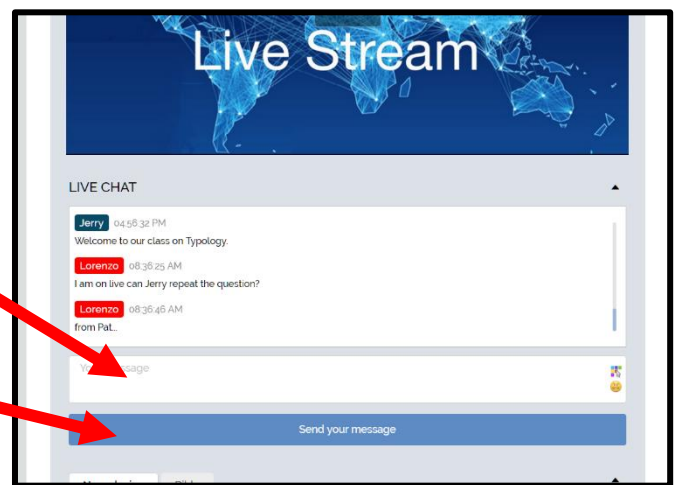 Live Stream
LIVE CHAT
Jerry 04:56:32 PM
Welcome to our class on Typology.
Lorenzo 08:36:25 AM
I am on live can Jerry repeat the question?
Lorenzo 08:36:46 AM
from Pat...
Send your message